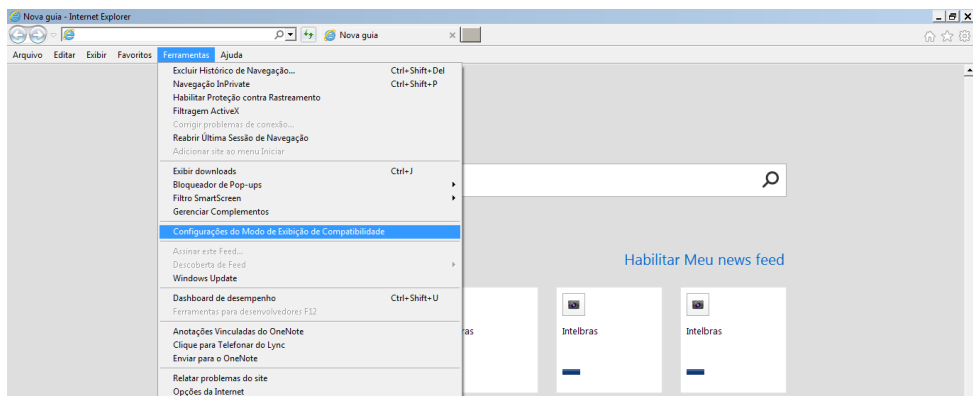 Nova guia - Internet Explorer
Nova guia
Arquivo Editar Exibir Favoritos Ferramentas Ajuda
Excluir Histórico de Navegação... Ctrl+Shift+Del
Navegação InPrivate Ctrl+Shift+P
Habilitar Proteção contra Rastreamento
Filtragem ActiveX
Corrigir problemas de conexão...
Reabrir Última Sessão de Navegação
Adicionar site ao menu Iniciar
Exibir downloads Ctrl+J
Bloqueador de Pop-ups
Filtro SmartScreen
Gerenciar Complementos
Configurações do Modo de Exibição de Compatibilidade
Assinar este Feed...
Descoberta de Feed
Windows Update
Dashboard de desempenho Ctrl+Shift+U
Ferramentas para desenvolvedores F12
Anotações Vinculadas do OneNote
Clique para Telefonar do Lync
Enviar para o OneNote
Relatar problemas do site
Opções da Internet
Habilitar Meu news feed
ras Intelbras Intelbras